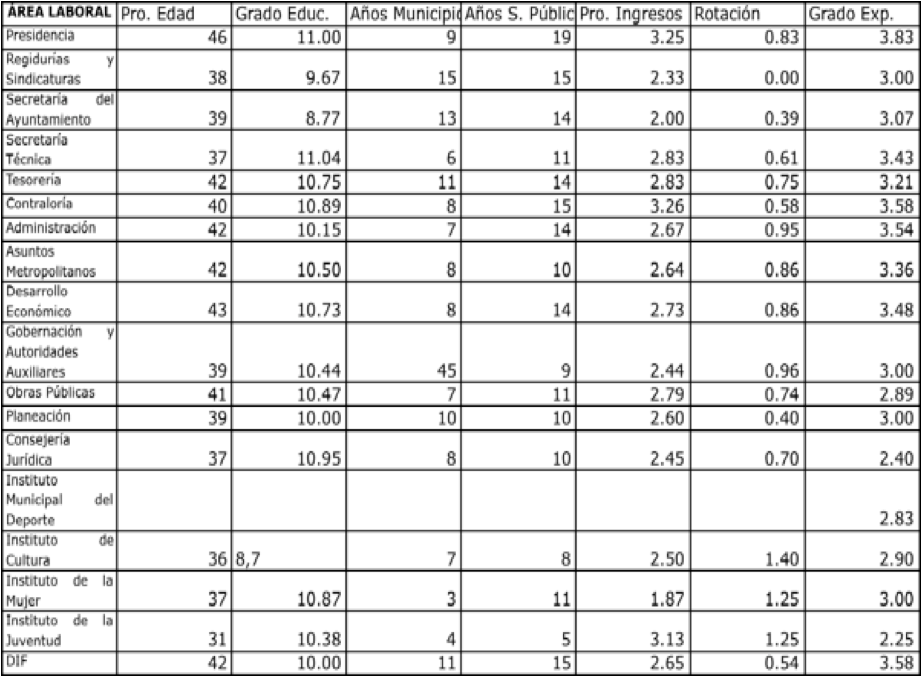 ÁREA LABORAL Pro. Edad Grado Educ. Años Municipio Años S. Públic Pro. Ingresos Rotación Grado Exp.
Presidencia 46 11.00 9 19 3.25 0.83 3.83
Regidurías y
Sindicaturas 38 9.67 15 15 2.33 0.00 3.00
Secretaría del
Ayuntamiento 39 8.77 13 14 2.00 0.39 3.07
Secretaría
Técnica 37 11.04 6 11 2.83 0.61 3.43
Tesorería 42 10.75 11 14 2.83 0.75 3.21
Contraloría 40 10.89 8 15 3.26 0.58 3.58
Administración 42 10.15 7 14 2.67 0.95 3.54
Asuntos
Metropolitanos 42 10.50 8 10 2.64 0.86 3.36
Desarrollo
Económico 43 10.73 8 14 2.73 0.86 3.48
Gobernación y
Autoridades
Auxiliares 39 10.44 45 9 2.44 0.96 3.00
Obras Públicas 41 10.47 7 11 2.79 0.74 2.89
Planeación 39 10.00 10 10 2.60 0.40 3.00
Consejería
Jurídica 37 10.95 8 10 2.45 0.70 2.40
Instituto
Municipal del
Deporte 2.83
Instituto de
Cultura 36 8,7 7 8 2.50 1.40 2.90
Instituto de la
Mujer 37 10.87 3 11 1.87 1.25 3.00
Instituto de la
Juventud 31 10.38 4 5 3.13 1.25 2.25
DIF 42 10.00 11 15 2.65 0.54 3.58